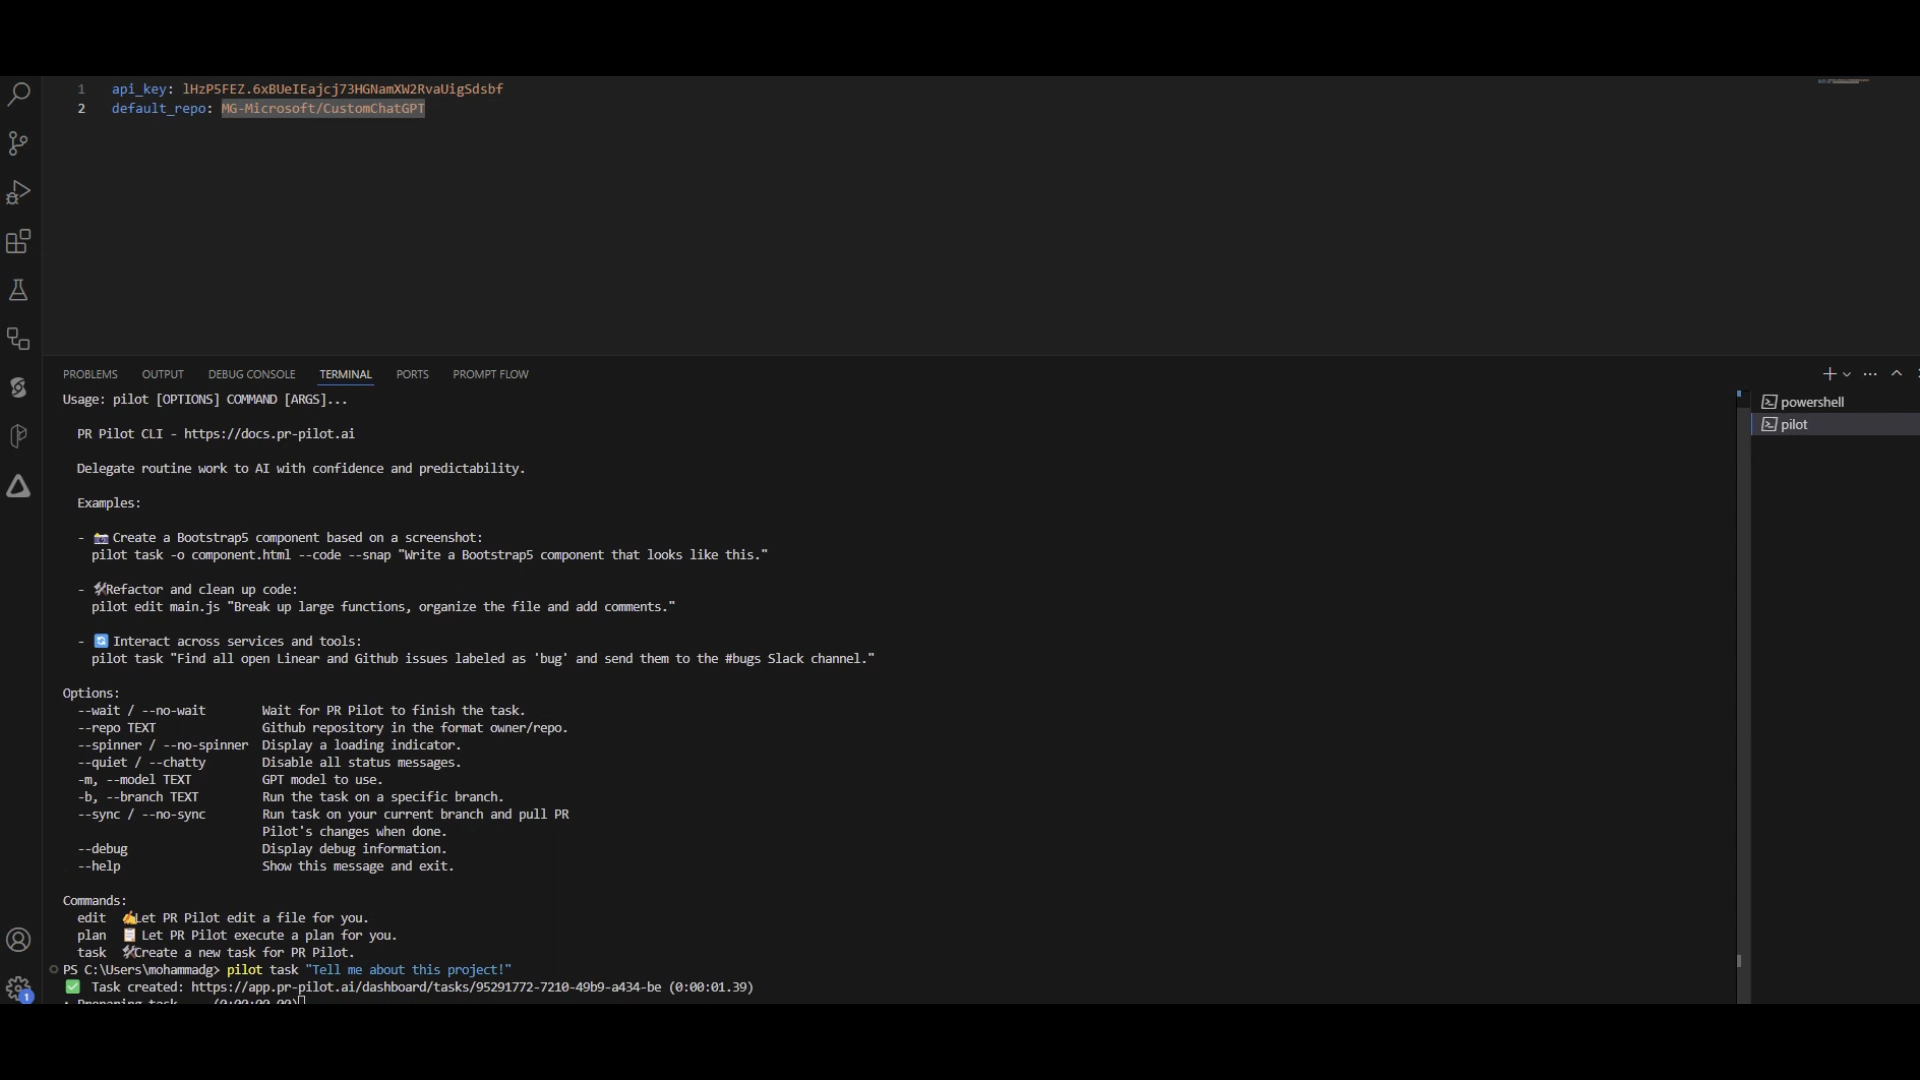 1 api_key: lHzP5FEZ.6xBUeIEajcj73HGNamXW2RvaUigSdsbf
2 default_repo: MG-Microsoft/CustomChatGPT
PROBLEMS OUTPUT DEBUG CONSOLE TERMINAL PORTS PROMPT FLOW
powershell
pilot
Usage: pilot [OPTIONS] COMMAND [ARGS]...
PR Pilot CLI - https://docs.pr-pilot.ai
Delegate routine work to AI with confidence and predictability.
Examples:
- 📸 Create a Bootstrap5 component based on a screenshot:
pilot task -o component.html --code --snap "Write a Bootstrap5 component that looks like this."
- 🛠Refactor and clean up code:
pilot edit main.js "Break up large functions, organize the file and add comments."
- 🔄 Interact across services and tools:
pilot task "Find all open Linear and Github issues labeled as 'bug' and send them to the #bugs Slack channel."
Options:
--wait / --no-wait Wait for PR Pilot to finish the task.
--repo TEXT Github repository in the format owner/repo.
--spinner / --no-spinner Display a loading indicator.
--quiet / --chatty Disable all status messages.
-m, --model TEXT GPT model to use.
-b, --branch TEXT Run the task on a specific branch.
--sync / --no-sync Run task on your current branch and pull PR
Pilot's changes when done.
--debug Display debug information.
--help Show this message and exit.
Commands:
edit ✍Let PR Pilot edit a file for you.
plan 📋 Let PR Pilot execute a plan for you.
task 🛠Create a new task for PR Pilot.
PS C:\Users\mohammadg> pilot task "Tell me about this project!"
✅ Task created: https://app.pr-pilot.ai/dashboard/tasks/95291772-7210-49b9-a434-be (0:00:01.39)
Preparing task... (0:00:00.00)
1